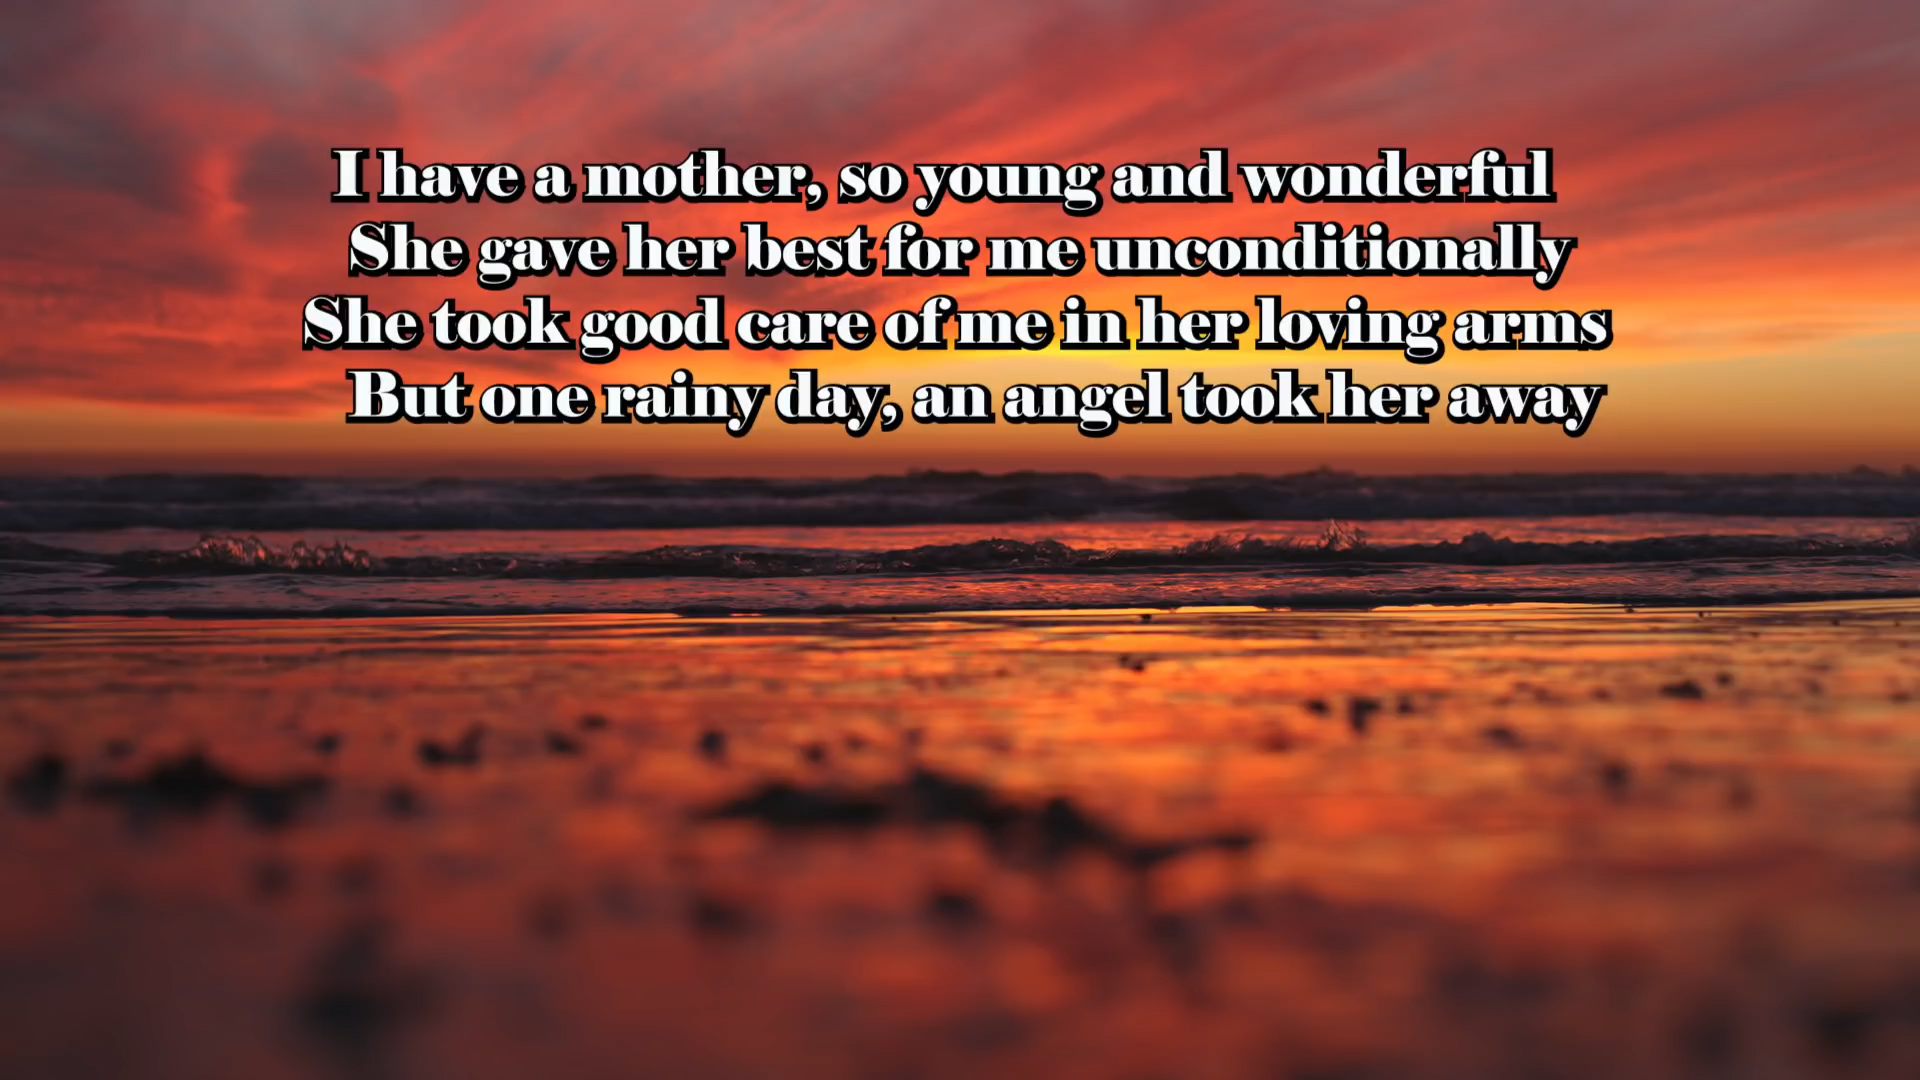 I have a mother, so young and wonderful
She gave her best for me unconditionally
She took good care of me in her loving arms
But one rainy day, an angel took her away